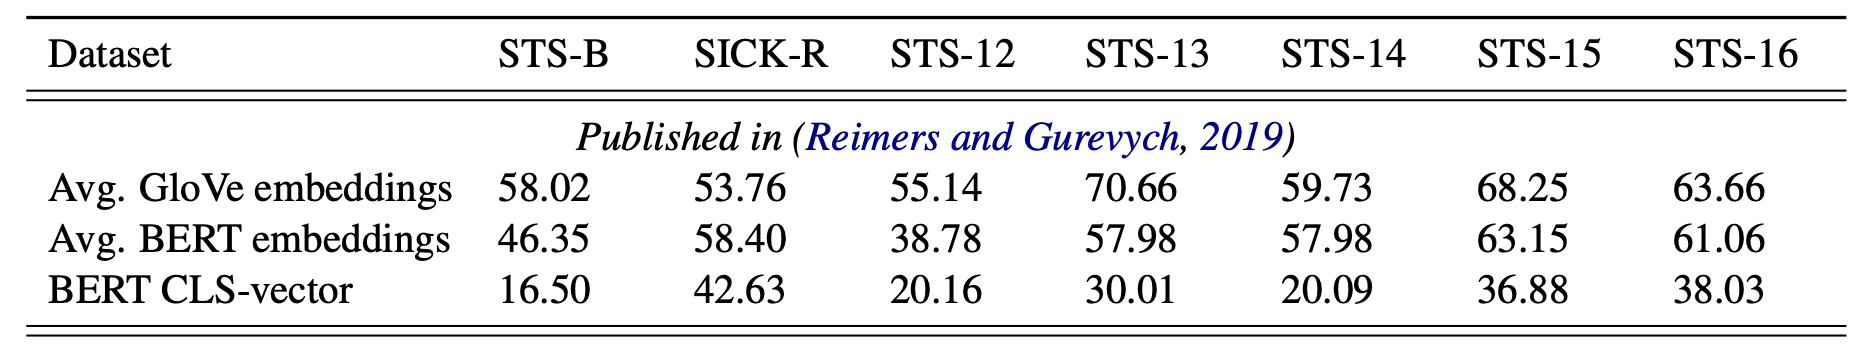 Dataset STS-B SICK-R STS-12 STS-13 STS-14 STS-15 STS-16
Published in (Reimers and Gurevych, 2019)
Avg. GloVe embeddings 58.02 53.76 55.14 70.66 59.73 68.25 63.66
Avg. BERT embeddings 46.35 58.40 38.78 57.98 57.98 63.15 61.06
BERT CLS-vector 16.50 42.63 20.16 30.01 20.09 36.88 38.03